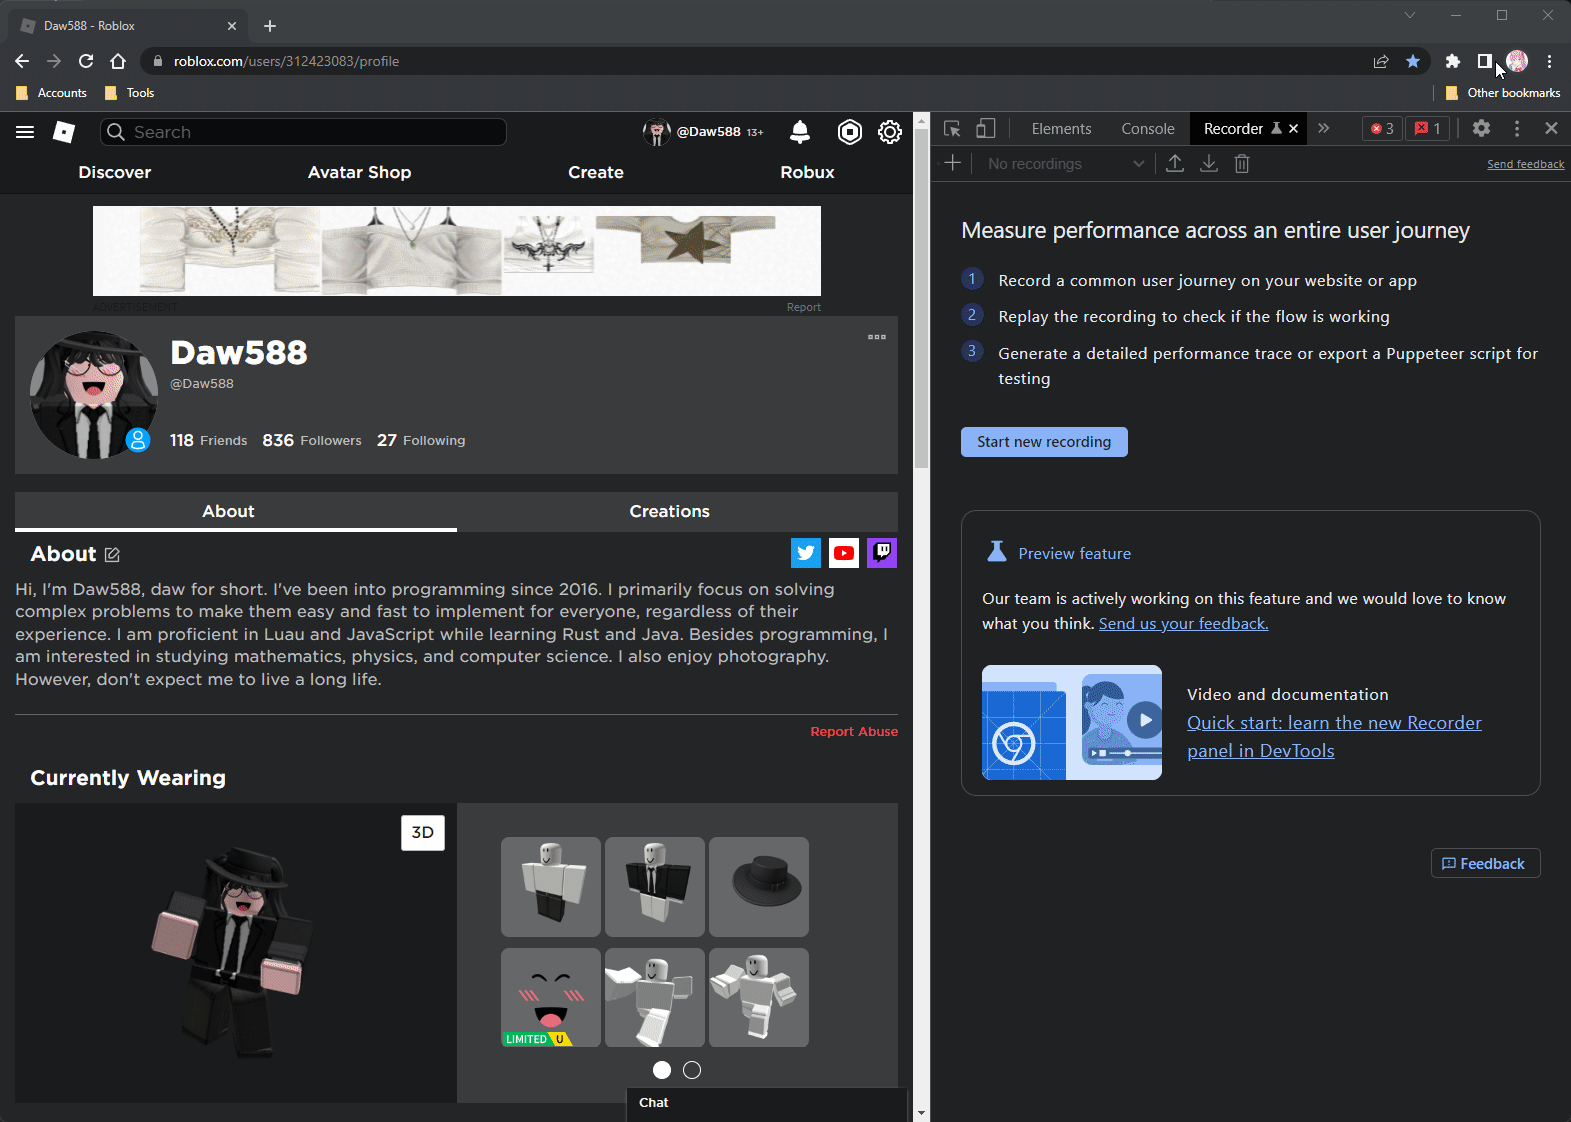 Daw588 - Roblox
roblox.com/users/312423083/profile
Accounts
Tools
Other bookmarks
Search
@Daw588 13+
Discover
Avatar Shop
Create
Robux
ADVERTISEMENT
Report
Daw588
@Daw588
118 Friends
836 Followers
27 Following
About
Creations
About
Hi, I'm Daw588, daw for short. I've been into programming since 2016. I primarily focus on solving
complex problems to make them easy and fast to implement for everyone, regardless of their
experience. I am proficient in Luau and JavaScript while learning Rust and Java. Besides programming, I
am interested in studying mathematics, physics, and computer science. I also enjoy photography.
However, don't expect me to live a long life.
Report Abuse
Currently Wearing
3D
LIMITED U
Chat
Elements
Console
Recorder
3
1
No recordings
Send feedback
Measure performance across an entire user journey
1 Record a common user journey on your website or app
2 Replay the recording to check if the flow is working
3 Generate a detailed performance trace or export a Puppeteer script for
testing
Start new recording
Preview feature
Our team is actively working on this feature and we would love to know
what you think. Send us your feedback.
Video and documentation
Quick start: learn the new Recorder
panel in DevTools
Feedback